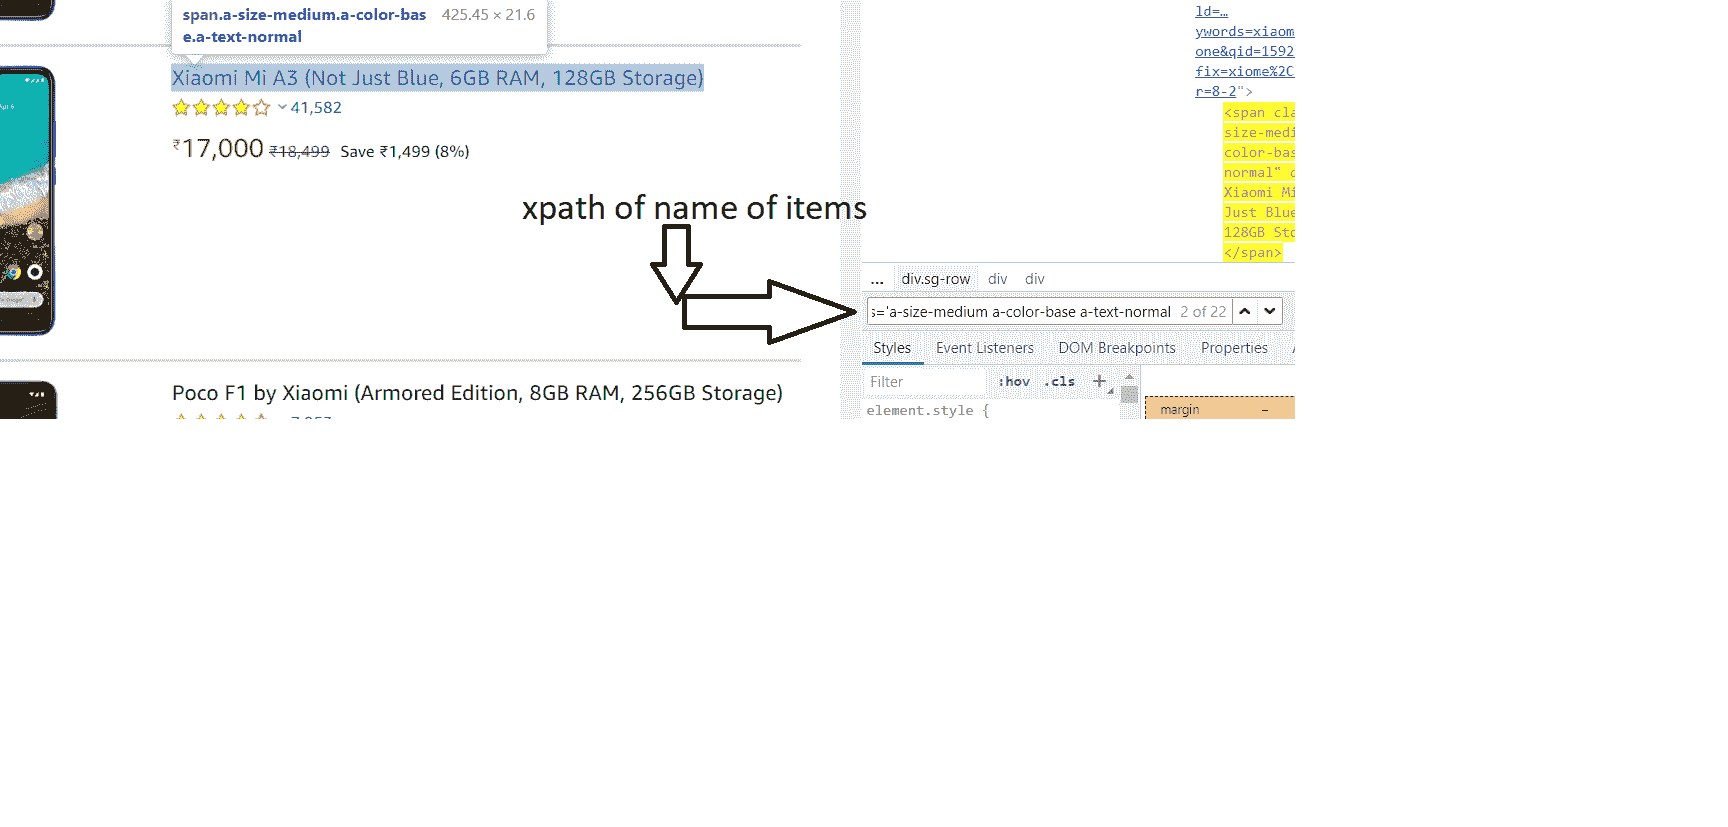 span.a-size-medium.a-color-bas 425.45 × 21.6
e.a-text-normal
Xiaomi Mi A3 (Not Just Blue, 6GB RAM, 128GB Storage)
41,582
₹17,000 ₹18,499 Save ₹1,499 (8%)
xpath of name of items
Poco F1 by Xiaomi (Armored Edition, 8GB RAM, 256GB Storage)
ld=…
ywords=xiaom
one&qid=1592
fix=xiome%2C
r=8-2">
<span cla
size-medi
color-bas
normal" d
Xiaomi Mi
Just Blue
128GB Sto
</span>
... div.sg-row div div
s='a-size-medium a-color-base a-text-normal 2 of 22
Styles Event Listeners DOM Breakpoints Properties
Filter :hov .cls +
element.style {
margin –